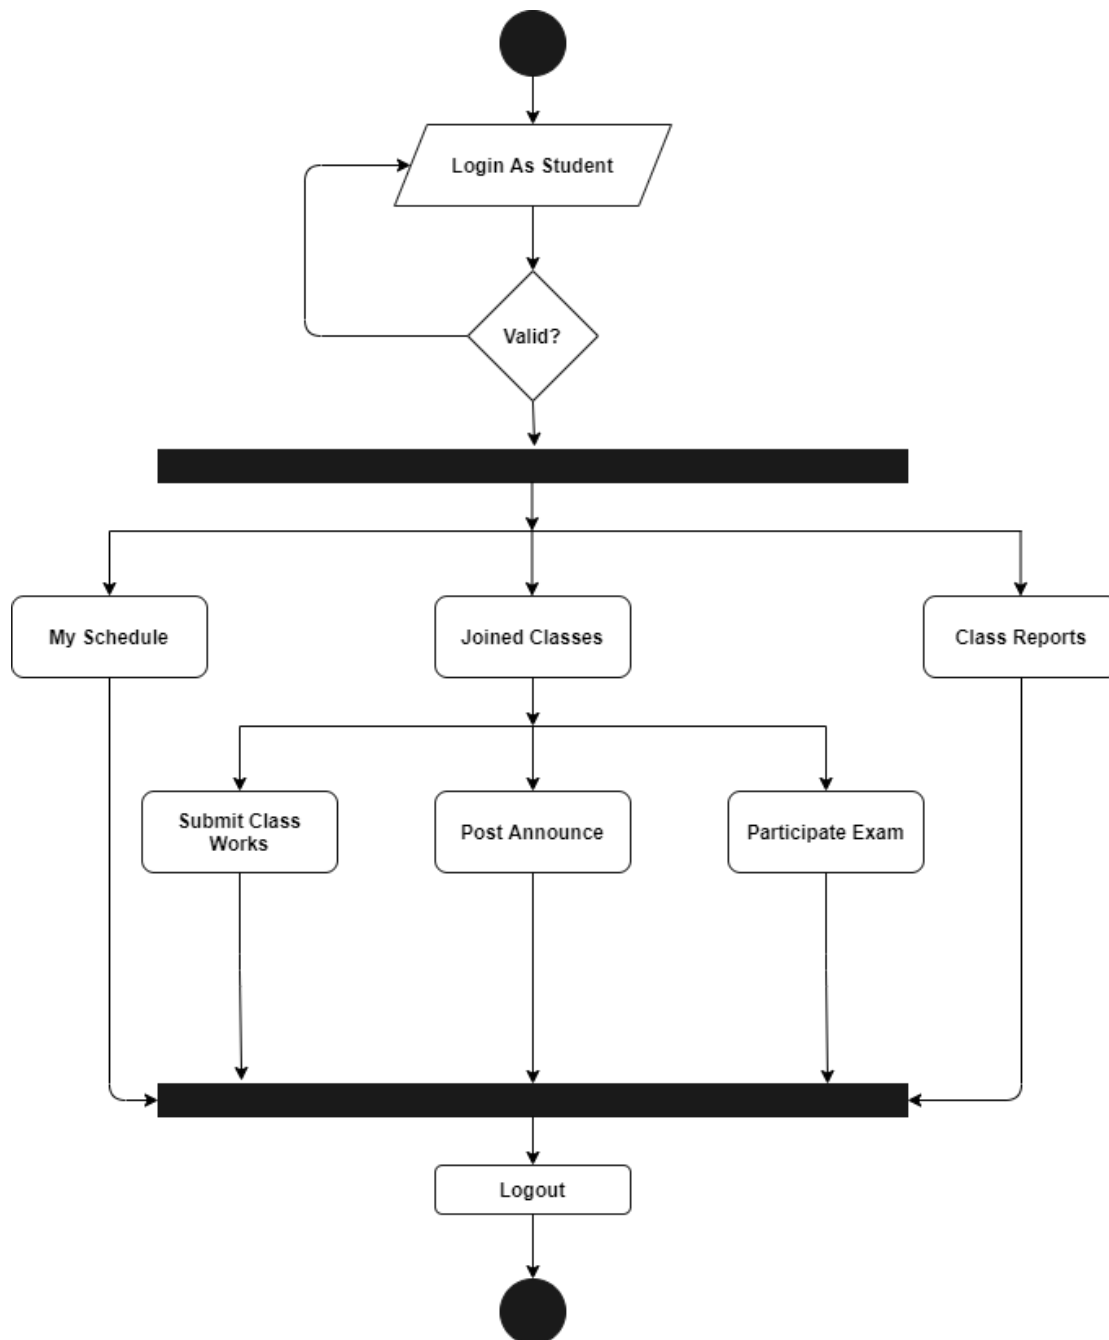 Login As Student
Valid?
My Schedule
Joined Classes
Class Reports
Submit Class
Works
Post Announce
Participate Exam
Logout